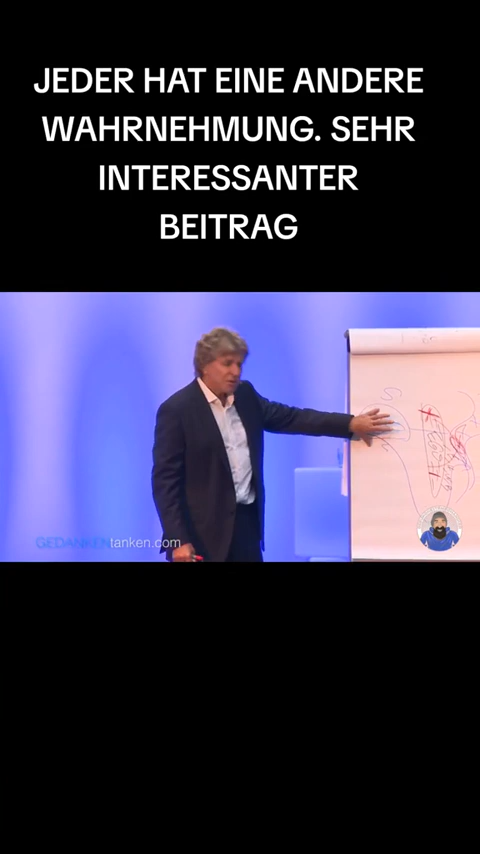 JEDER HAT EINE ANDERE
WAHRNEHMUNG. SEHR
INTERESSANTER
BEITRAG
GEDANKENtanken.com